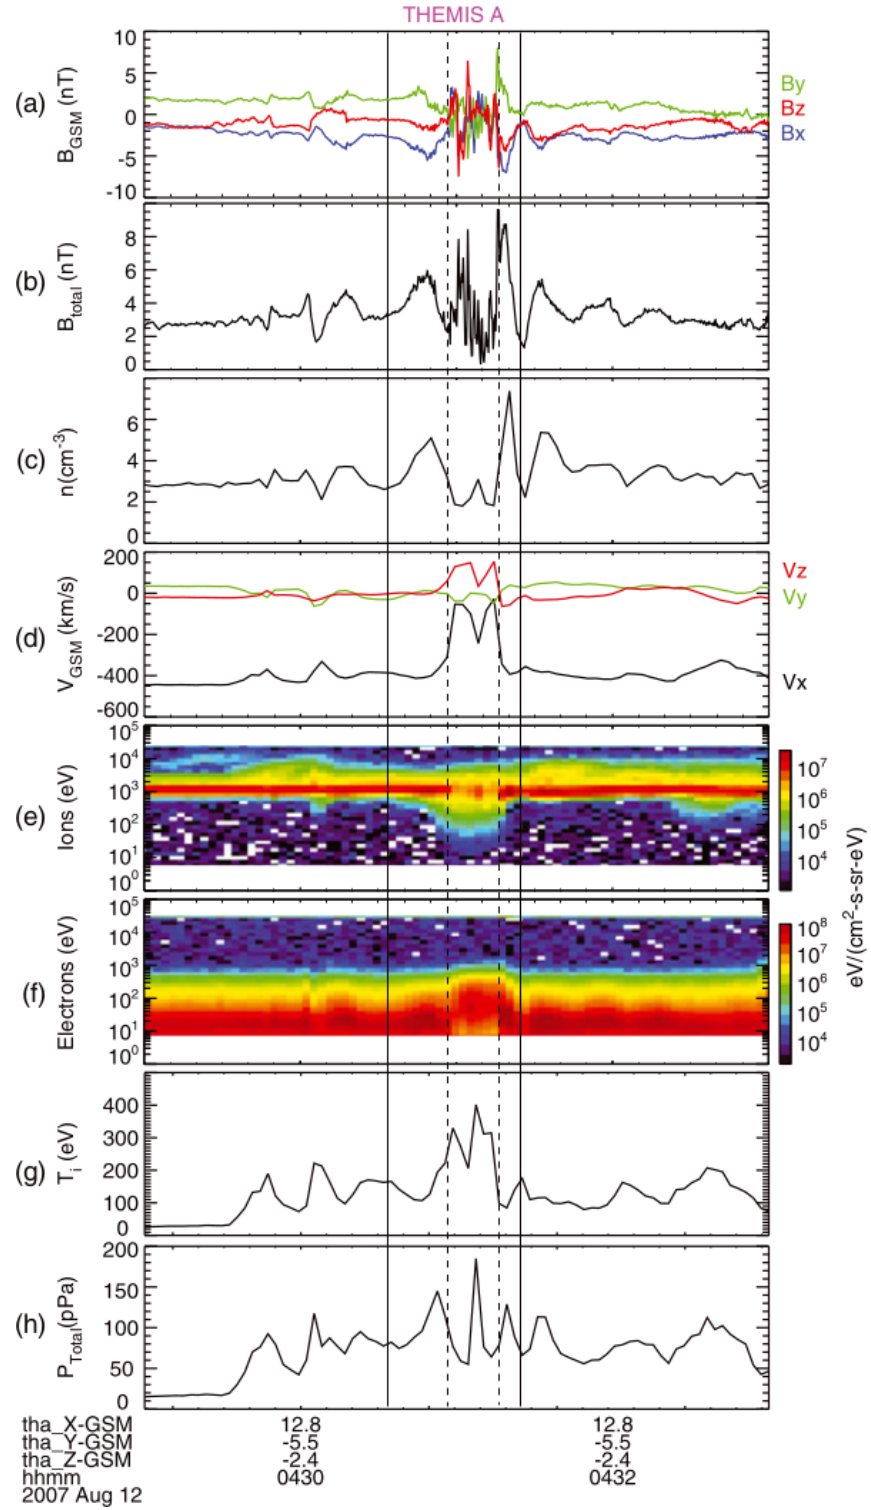 THEMIS A
(a)
B_GSM (nT)
10
5
0
-5
-10
By
Bz
Bx
(b)
B_total (nT)
8
6
4
2
0
(c)
n(cm^-3)
6
4
2
0
(d)
V_GSM (km/s)
200
0
-200
-400
-600
Vz
Vy
Vx
(e)
Ions (eV)
10^5
10^4
10^3
10^2
10^1
10^0
10^7
10^6
10^5
10^4
(f)
Electrons (eV)
10^5
10^4
10^3
10^2
10^1
10^0
10^8
10^7
10^6
10^5
10^4
eV/(cm^2-s-sr-eV)
(g)
T_i (eV)
400
300
200
100
0
(h)
P_Total(pPa)
200
150
100
50
0
tha_X-GSM 12.8 12.8
tha_Y-GSM -5.5 -5.5
tha_Z-GSM -2.4 -2.4
hhmm 0430 0432
2007 Aug 12